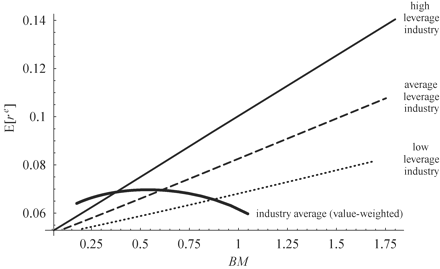 high
leverage
industry
0.14
0.12
average
leverage
industry
0.1
E[r^e]
low
leverage
industry
0.08
0.06
industry average (value-weighted)
0.25
0.5
0.75
1
1.25
1.5
1.75
BM